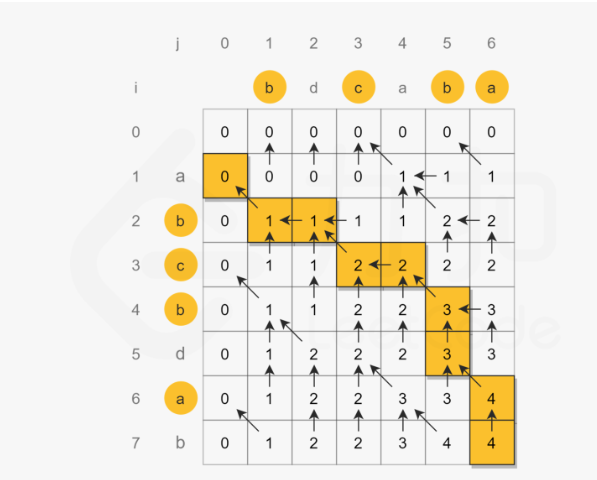 j 0 1 2 3 4 5 6
i b d c a b a
0 0 0 0 0 0 0 0
1 a 0 0 0 0 1 1 1
2 b 0 1 1 1 1 2 2
3 c 0 1 1 2 2 2 2
4 b 0 1 1 2 2 3 3
5 d 0 1 2 2 2 3 3
6 a 0 1 2 2 3 3 4
7 b 0 1 2 2 3 4 4